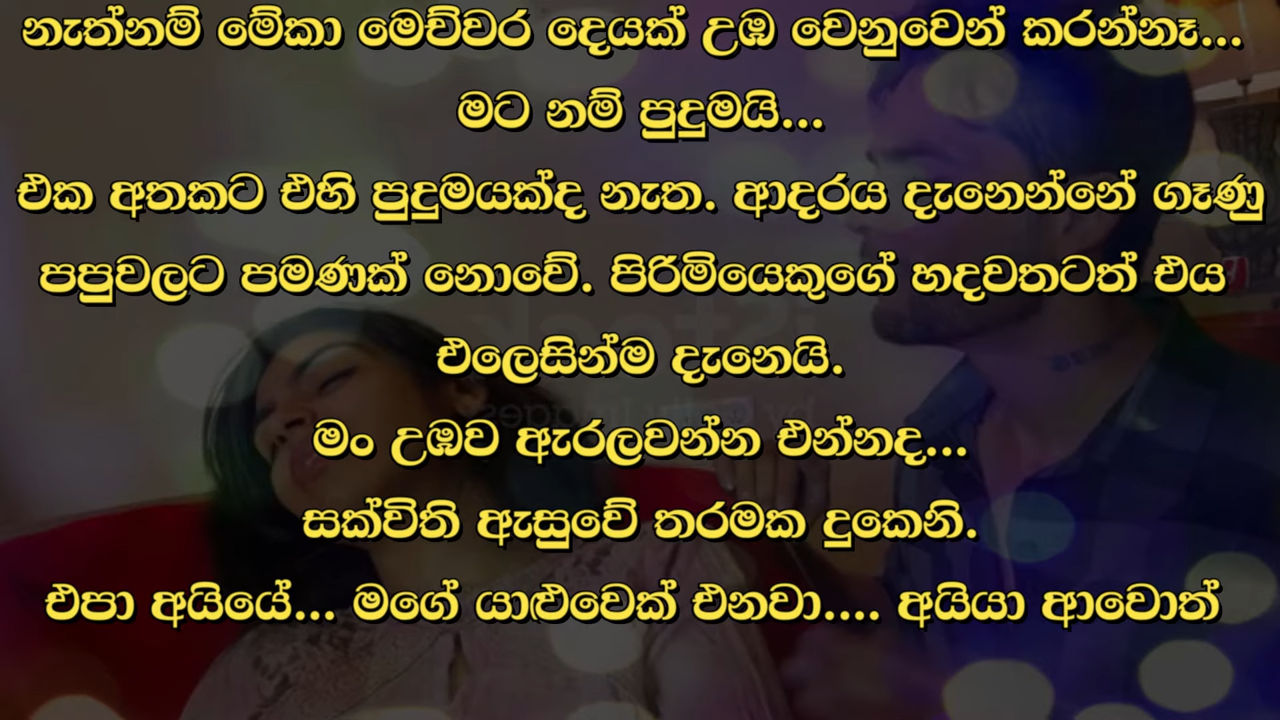 නැත්නම් මේකා මෙච්වර දෙයක් උඹ වෙනුවෙන් කරන්නෑ...
මට නම් පුදුමයි...
එක අතකට එහි පුදුමයක්ද නැත. ආදරය දැනෙන්නේ ගෑණු
පපුවලට පමණක් නොවේ. පිරිමියෙකුගේ හදවතටත් එය
එලෙසින්ම දැනෙයි.
මං උඹව ඇරලවන්න එන්නද...
සක්විති ඇසුවේ තරමක දුකෙනි.
එපා අයියේ... මගේ යාළුවෙක් එනවා.... අයියා ආවොත්